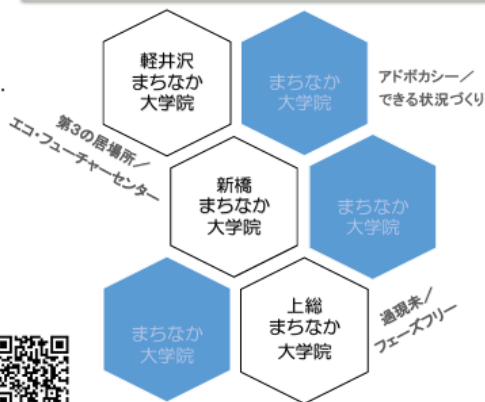 軽井沢
まちなか
大学院
まちなか
大学院
アドボカシー／
できる状況づくり
第3の居場所／
エコ・フューチャーセンター
新橋
まちなか
大学院
まちなか
大学院
まちなか
大学院
上総
まちなか
大学院
過現未／
フェーズフリー